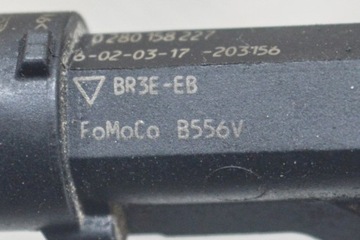 0 280 158 227
6-02-03-17 -203156
BR3E-EB
FoMoCo B556V